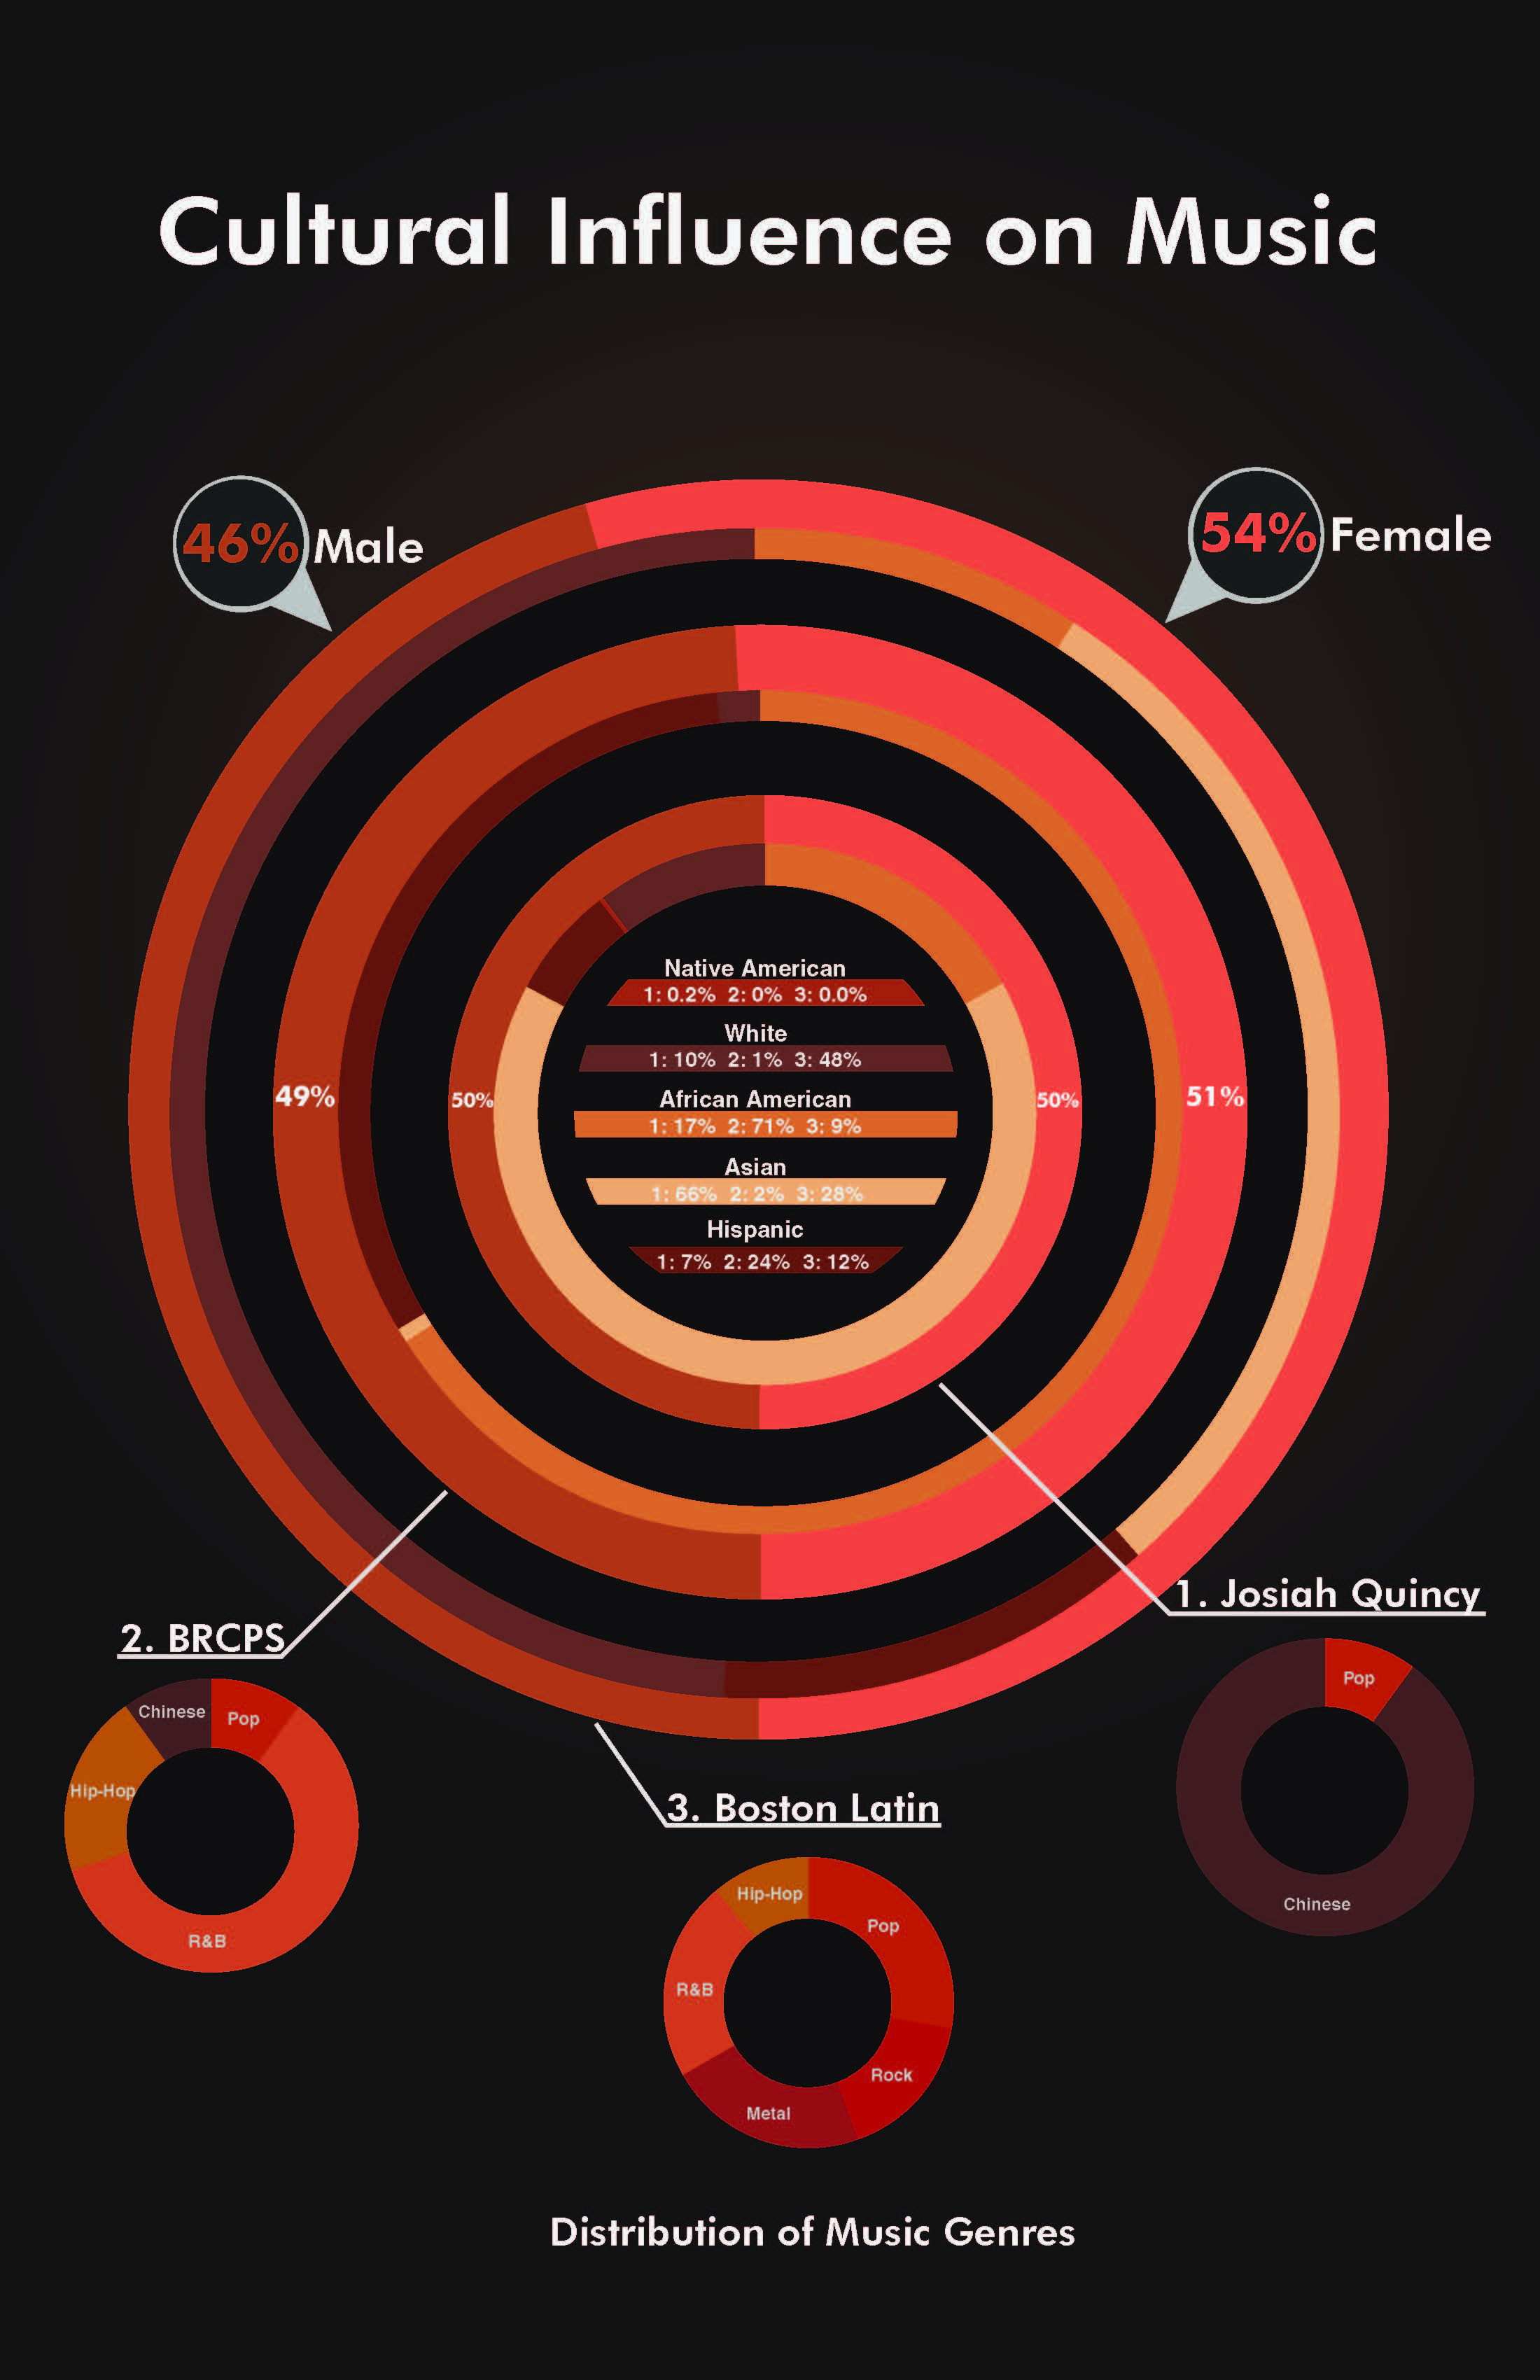 Cultural Influence on Music
46% Male
54% Female
Native American
1: 0.2% 2: 0% 3: 0.0%
White
1: 10% 2: 1% 3: 48%
49%
50%
African American
50%
51%
1: 17% 2: 71% 3: 9%
Asian
1: 66% 2: 2% 3: 28%
Hispanic
1: 7% 2: 24% 3: 12%
1. Josiah Quincy
2. BRCPS
Pop
Chinese
Pop
Hip-Hop
3. Boston Latin
Hip-Hop
Chinese
Pop
R&B
R&B
Rock
Metal
Distribution of Music Genres